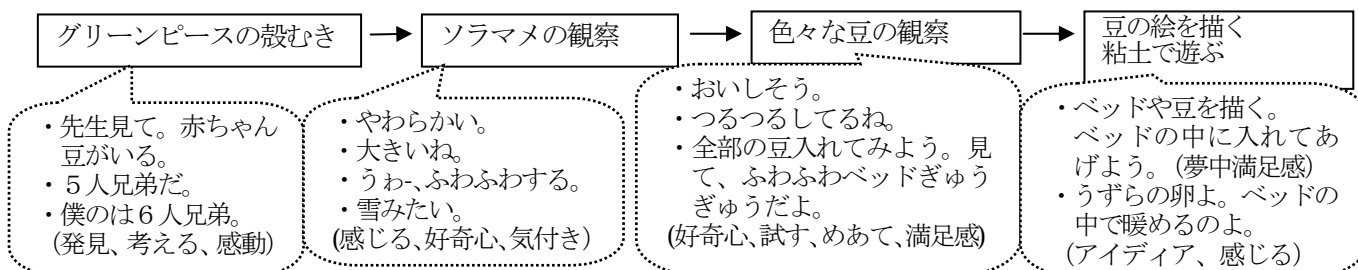 グリーンピースの殻むき
ソラマメの観察
色々な豆の観察
豆の絵を描く
粘土で遊ぶ
・先生見て。赤ちゃん
豆がいる。
・５人兄弟だ。
・僕のは６人兄弟。
(発見、考える、感動)
・やわらかい。
・大きいね。
・うゎ-、ふわふわする。
・雪みたい。
(感じる、好奇心、気付き)
・おいしそう。
・つるつるしてるね。
・全部の豆入れてみよう。見
て、ふわふわベッドぎゅう
ぎゅうだよ。
(好奇心、試す、めあて、満足感)
・ベッドや豆を描く。
ベッドの中に入れてあ
げよう。(夢中満足感)
・うずらの卵よ。ベッドの
中で暖めるのよ。
(アイディア、感じる)